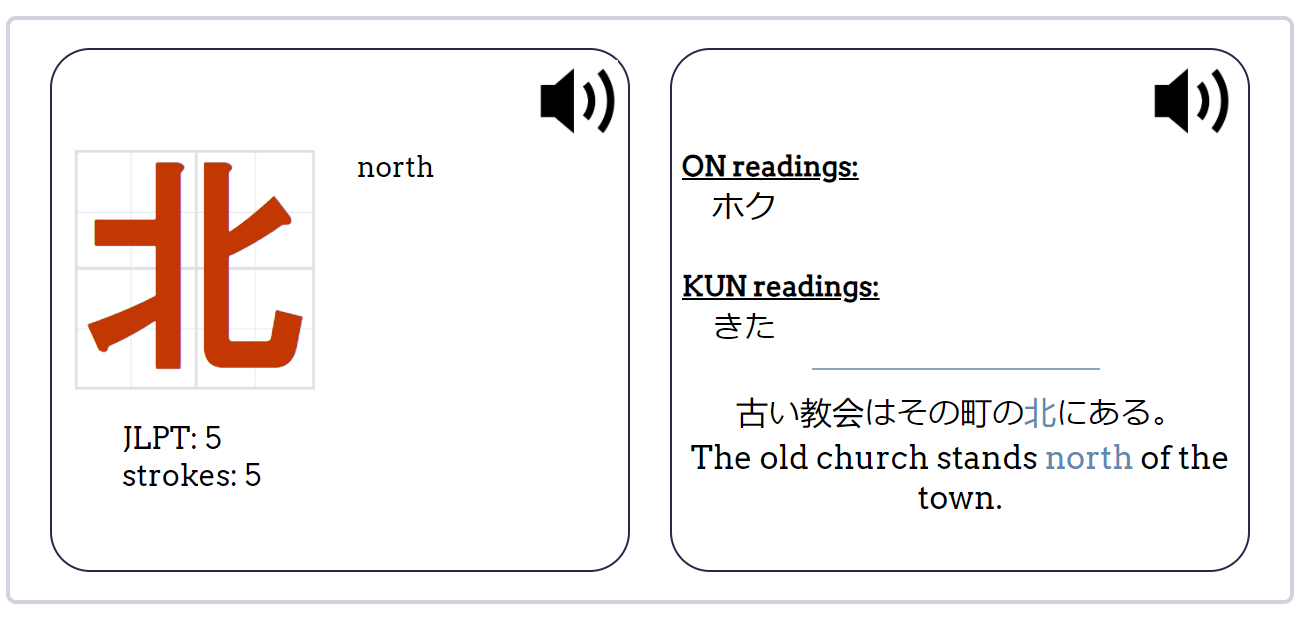 北
north
JLPT: 5
strokes: 5
ON readings:
ホク
KUN readings:
きた
古い教会はその町の北にある。
The old church stands north of the
town.